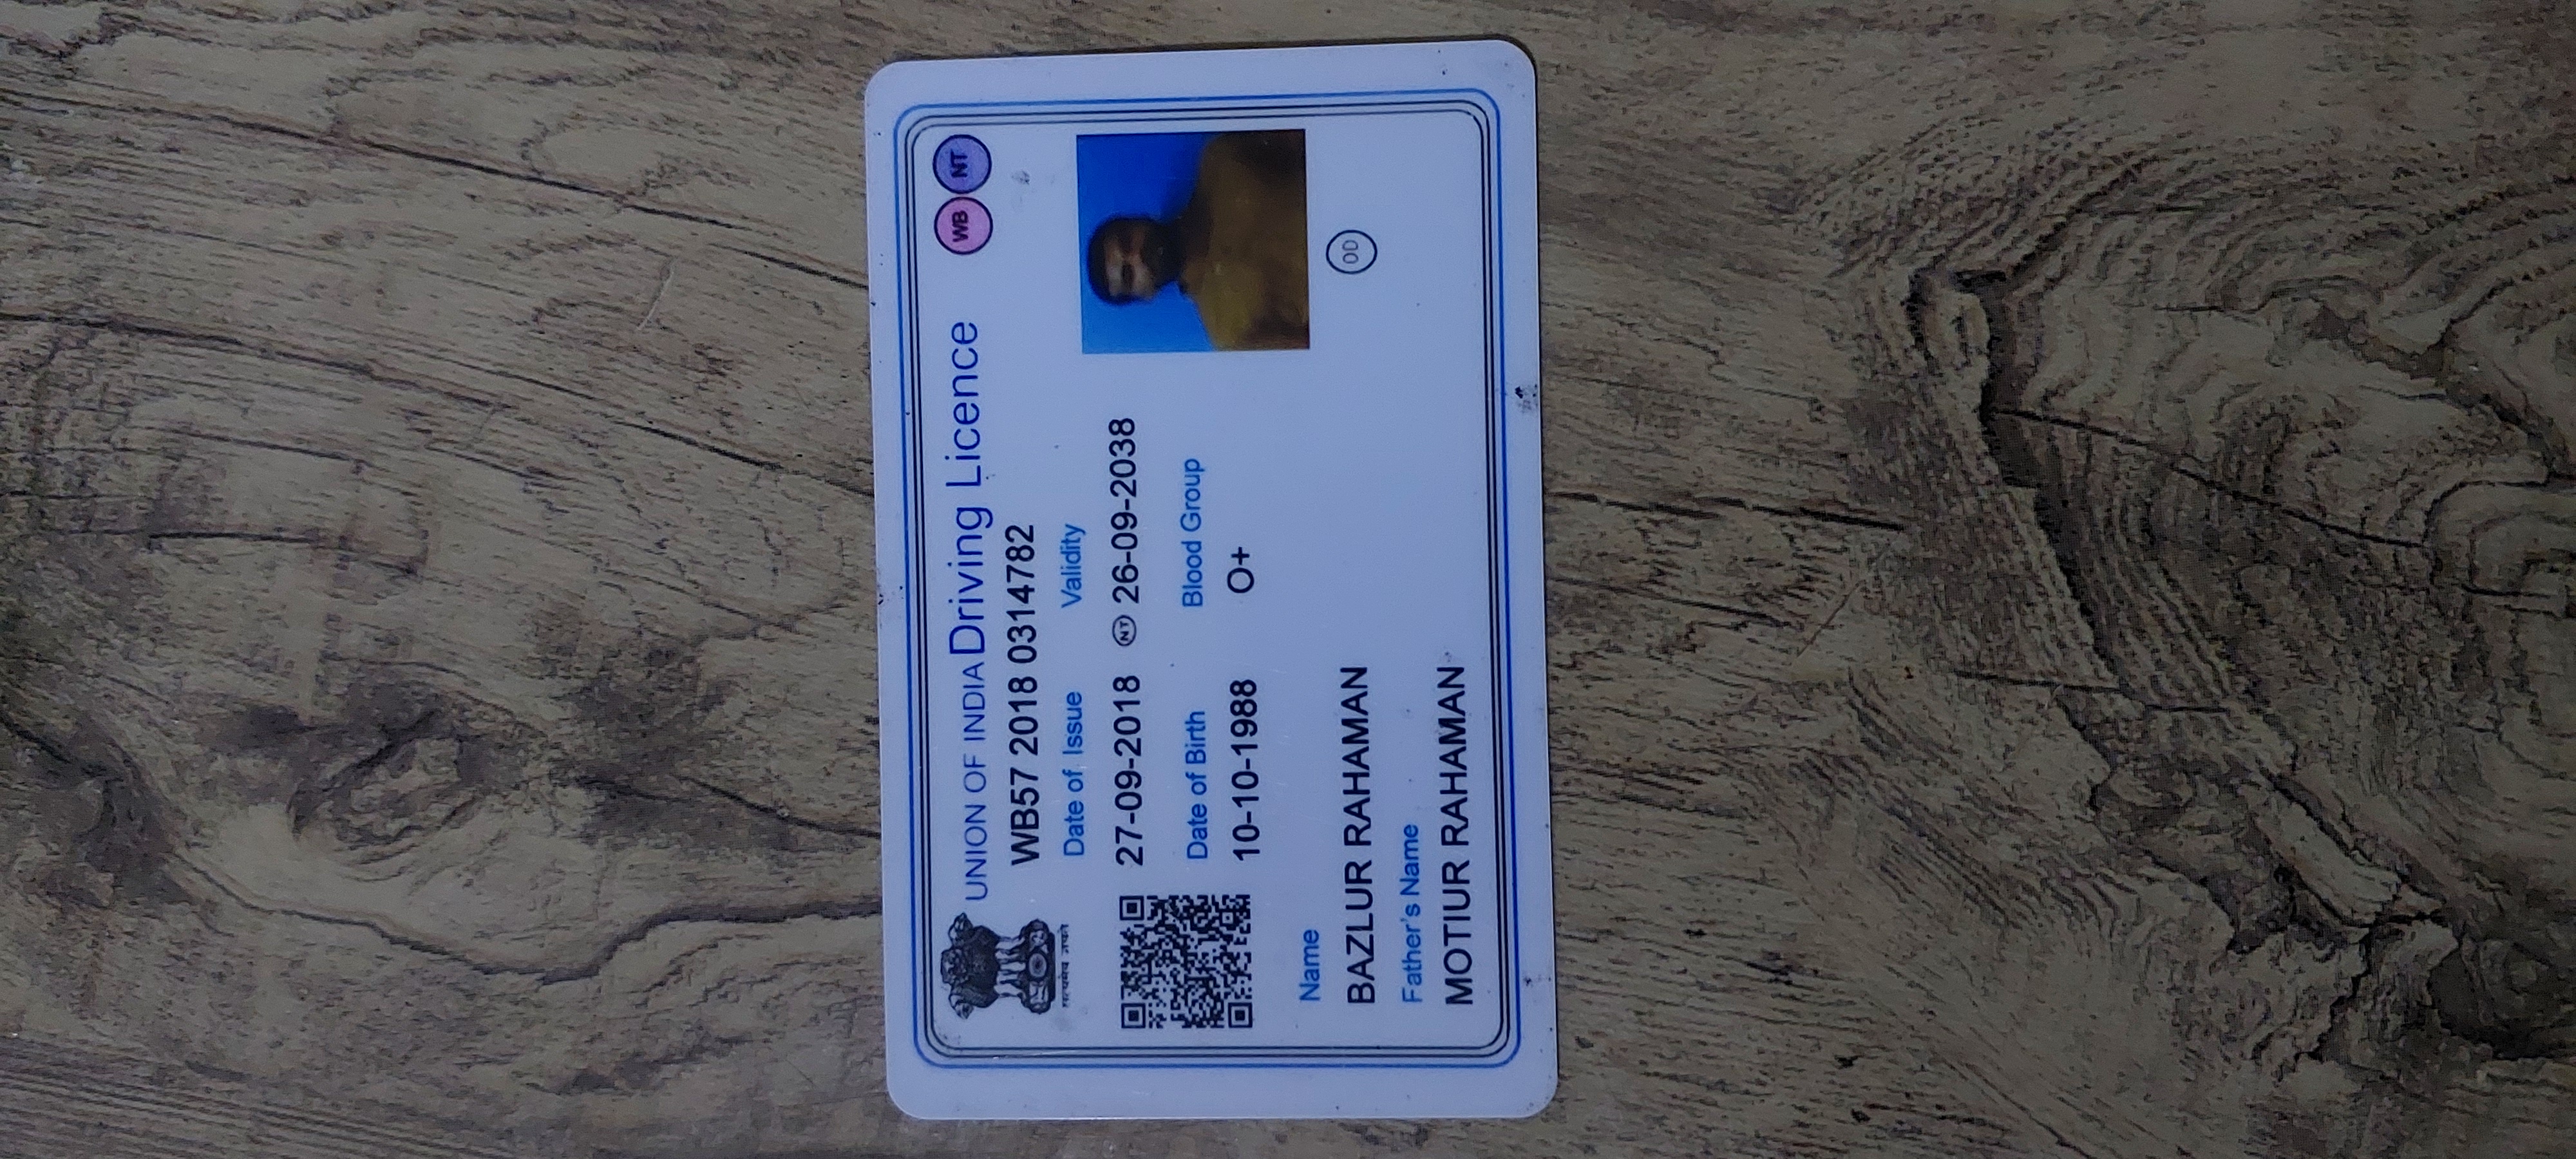 UNION OF INDIA Driving Licence
WB NT
WB57 2018 0314782
सत्यमेव जयते
Date of Issue Validity
27-09-2018 NT 26-09-2038
Date of Birth Blood Group
10-10-1988 O+
Name
BAZLUR RAHAMAN
OD
Father's Name
MOTIUR RAHAMAN